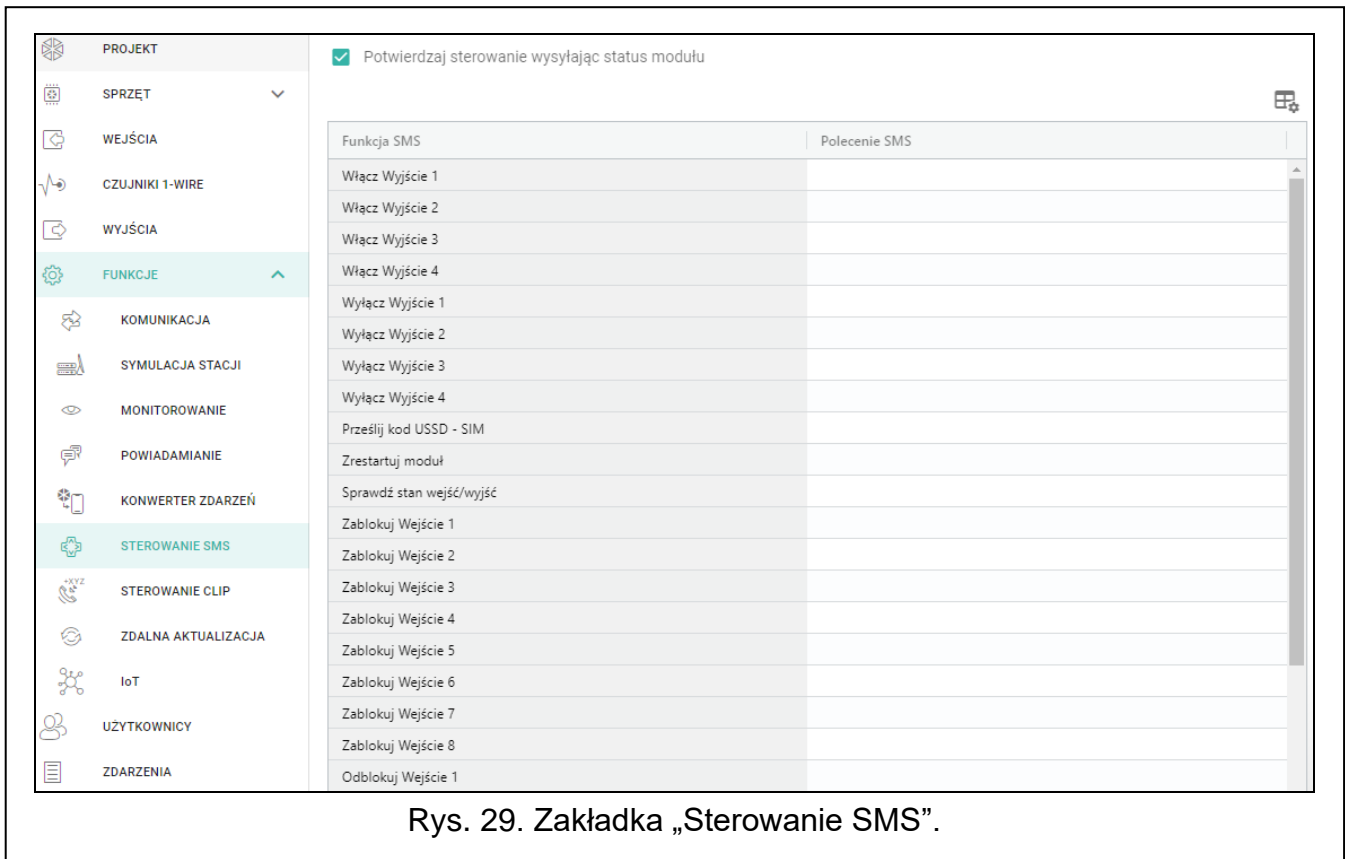 PROJEKT
SPRZĘT
WEJŚCIA
CZUJNIKI 1-WIRE
WYJŚCIA
FUNKCJE
KOMUNIKACJA
SYMULACJA STACJI
MONITOROWANIE
POWIADAMIANIE
KONWERTER ZDARZEŃ
STEROWANIE SMS
+XYZ
STEROWANIE CLIP
ZDALNA AKTUALIZACJA
IoT
UŻYTKOWNICY
ZDARZENIA
Potwierdzaj sterowanie wysyłając status modułu
Funkcja SMS Polecenie SMS
Włącz Wyjście 1
Włącz Wyjście 2
Włącz Wyjście 3
Włącz Wyjście 4
Wyłącz Wyjście 1
Wyłącz Wyjście 2
Wyłącz Wyjście 3
Wyłącz Wyjście 4
Prześlij kod USSD - SIM
Zrestartuj moduł
Sprawdź stan wejść/wyjść
Zablokuj Wejście 1
Zablokuj Wejście 2
Zablokuj Wejście 3
Zablokuj Wejście 4
Zablokuj Wejście 5
Zablokuj Wejście 6
Zablokuj Wejście 7
Zablokuj Wejście 8
Odblokuj Wejście 1
Rys. 29. Zakładka „Sterowanie SMS”.